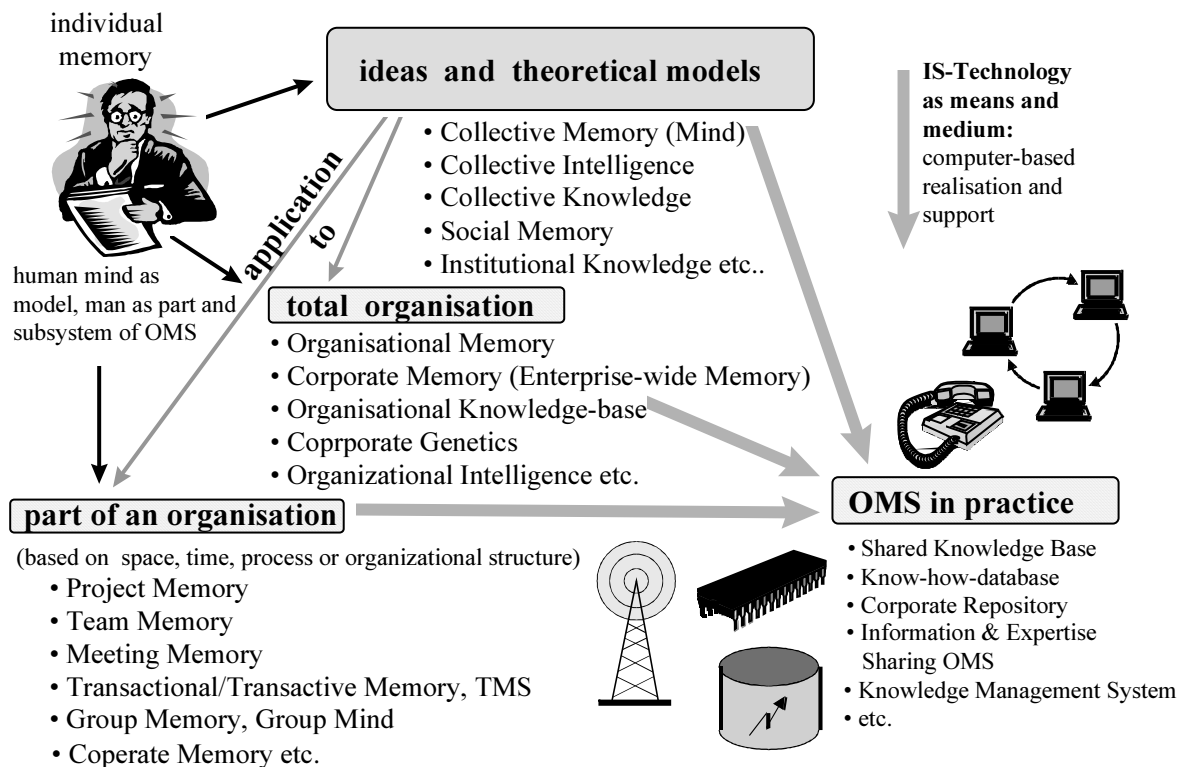 individual
memory
ideas and theoretical models
• Collective Memory (Mind)
• Collective Intelligence
• Collective Knowledge
• Social Memory
• Institutional Knowledge etc..
IS-Technology
as means and
medium:
computer-based
realisation and
support
application
to
human mind as
model, man as part and
subsystem of OMS
total organisation
• Organisational Memory
• Corporate Memory (Enterprise-wide Memory)
• Organisational Knowledge-base
• Coprporate Genetics
• Organizational Intelligence etc.
part of an organisation
(based on space, time, process or organizational structure)
• Project Memory
• Team Memory
• Meeting Memory
• Transactional/Transactive Memory, TMS
• Group Memory, Group Mind
• Coperate Memory etc.
OMS in practice
• Shared Knowledge Base
• Know-how-database
• Corporate Repository
• Information & Expertise
Sharing OMS
• Knowledge Management System
• etc.